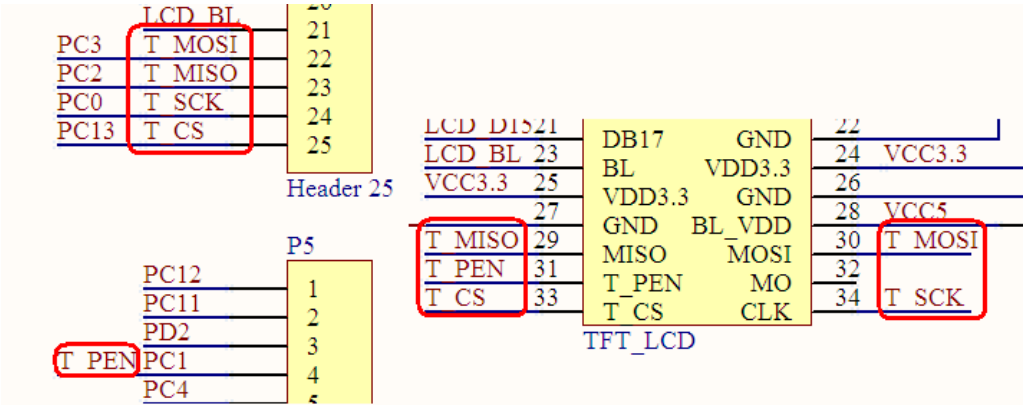 LCD_BL 21
PC3 T_MOSI 22
PC2 T_MISO 23
PC0 T_SCK 24
PC13 T_CS 25
Header 25
P5
PC12 1
PC11 2
PD2 3
T_PEN PC1 4
PC4 5
LCD_D15 21 DB17 GND 22
LCD_BL 23 BL VDD3.3 24 VCC3.3
VCC3.3 25 VDD3.3 GND 26
27 GND BL_VDD 28 VCC5
T_MISO 29 MISO MOSI 30 T_MOSI
T_PEN 31 T_PEN MO 32
T_CS 33 T_CS CLK 34 T_SCK
TFT_LCD